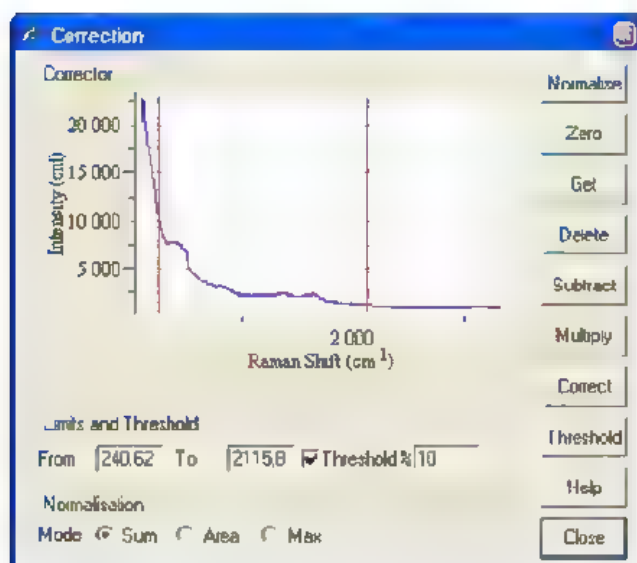 Correction
Corrector
Normalize
20 000
Zero
15 000
Get
10 000
Delete
5 000
Subtract
Intensity (cnt)
Multiply
2 000
Raman Shift (cm⁻¹)
Correct
Limits and Threshold
Threshold
From 240.62 To 2115.8 Threshold % 10
Help
Normalisation
Mode Sum Area Max
Close